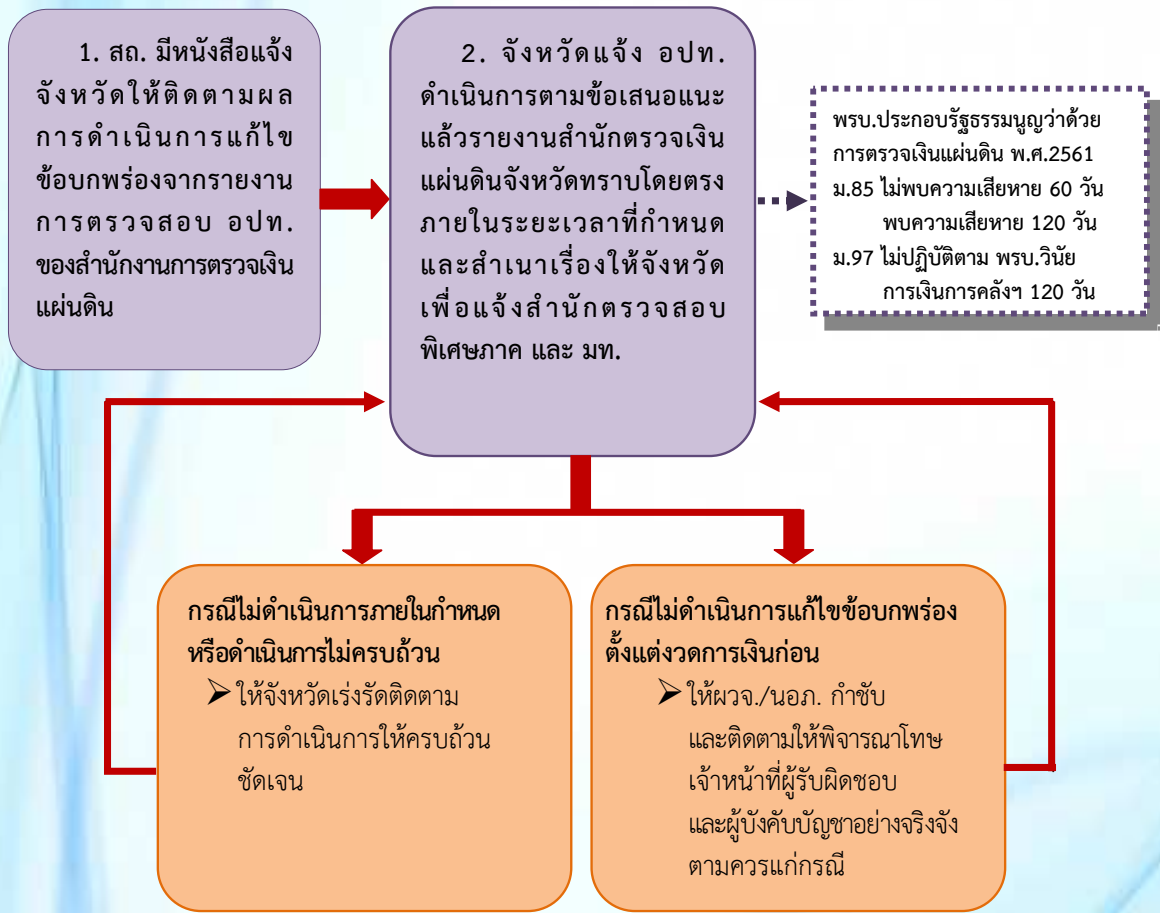 1. สถ. มีหนังสือแจ้ง
จังหวัดให้ติดตามผล
การดำเนินการแก้ไข
ข้อบกพร่องจากรายงาน
การตรวจสอบ อปท.
ของสำนักงานการตรวจเงิน
แผ่นดิน
2. จังหวัดแจ้ง อปท.
ดำเนินการตามข้อเสนอแนะ
แล้วรายงานสำนักตรวจเงิน
แผ่นดินจังหวัดทราบโดยตรง
ภายในระยะเวลาที่กำหนด
และสำเนาเรื่องให้จังหวัด
เพื่อแจ้งสำนักตรวจสอบ
พิเศษภาค และ มท.
พรบ.ประกอบรัฐธรรมนูญว่าด้วย
การตรวจเงินแผ่นดิน พ.ศ.2561
ม.85 ไม่พบความเสียหาย 60 วัน
พบความเสียหาย 120 วัน
ม.97 ไม่ปฏิบัติตาม พรบ.วินัย
การเงินการคลังฯ 120 วัน
กรณีไม่ดำเนินการภายในกำหนด
หรือดำเนินการไม่ครบถ้วน
➢ ให้จังหวัดเร่งรัดติดตาม
การดำเนินการให้ครบถ้วน
ชัดเจน
กรณีไม่ดำเนินการแก้ไขข้อบกพร่อง
ตั้งแต่งวดการเงินก่อน
➢ ให้ผวจ./นอภ. กำชับ
และติดตามให้พิจารณาโทษ
เจ้าหน้าที่ผู้รับผิดชอบ
และผู้บังคับบัญชาอย่างจริงจัง
ตามควรแก่กรณี